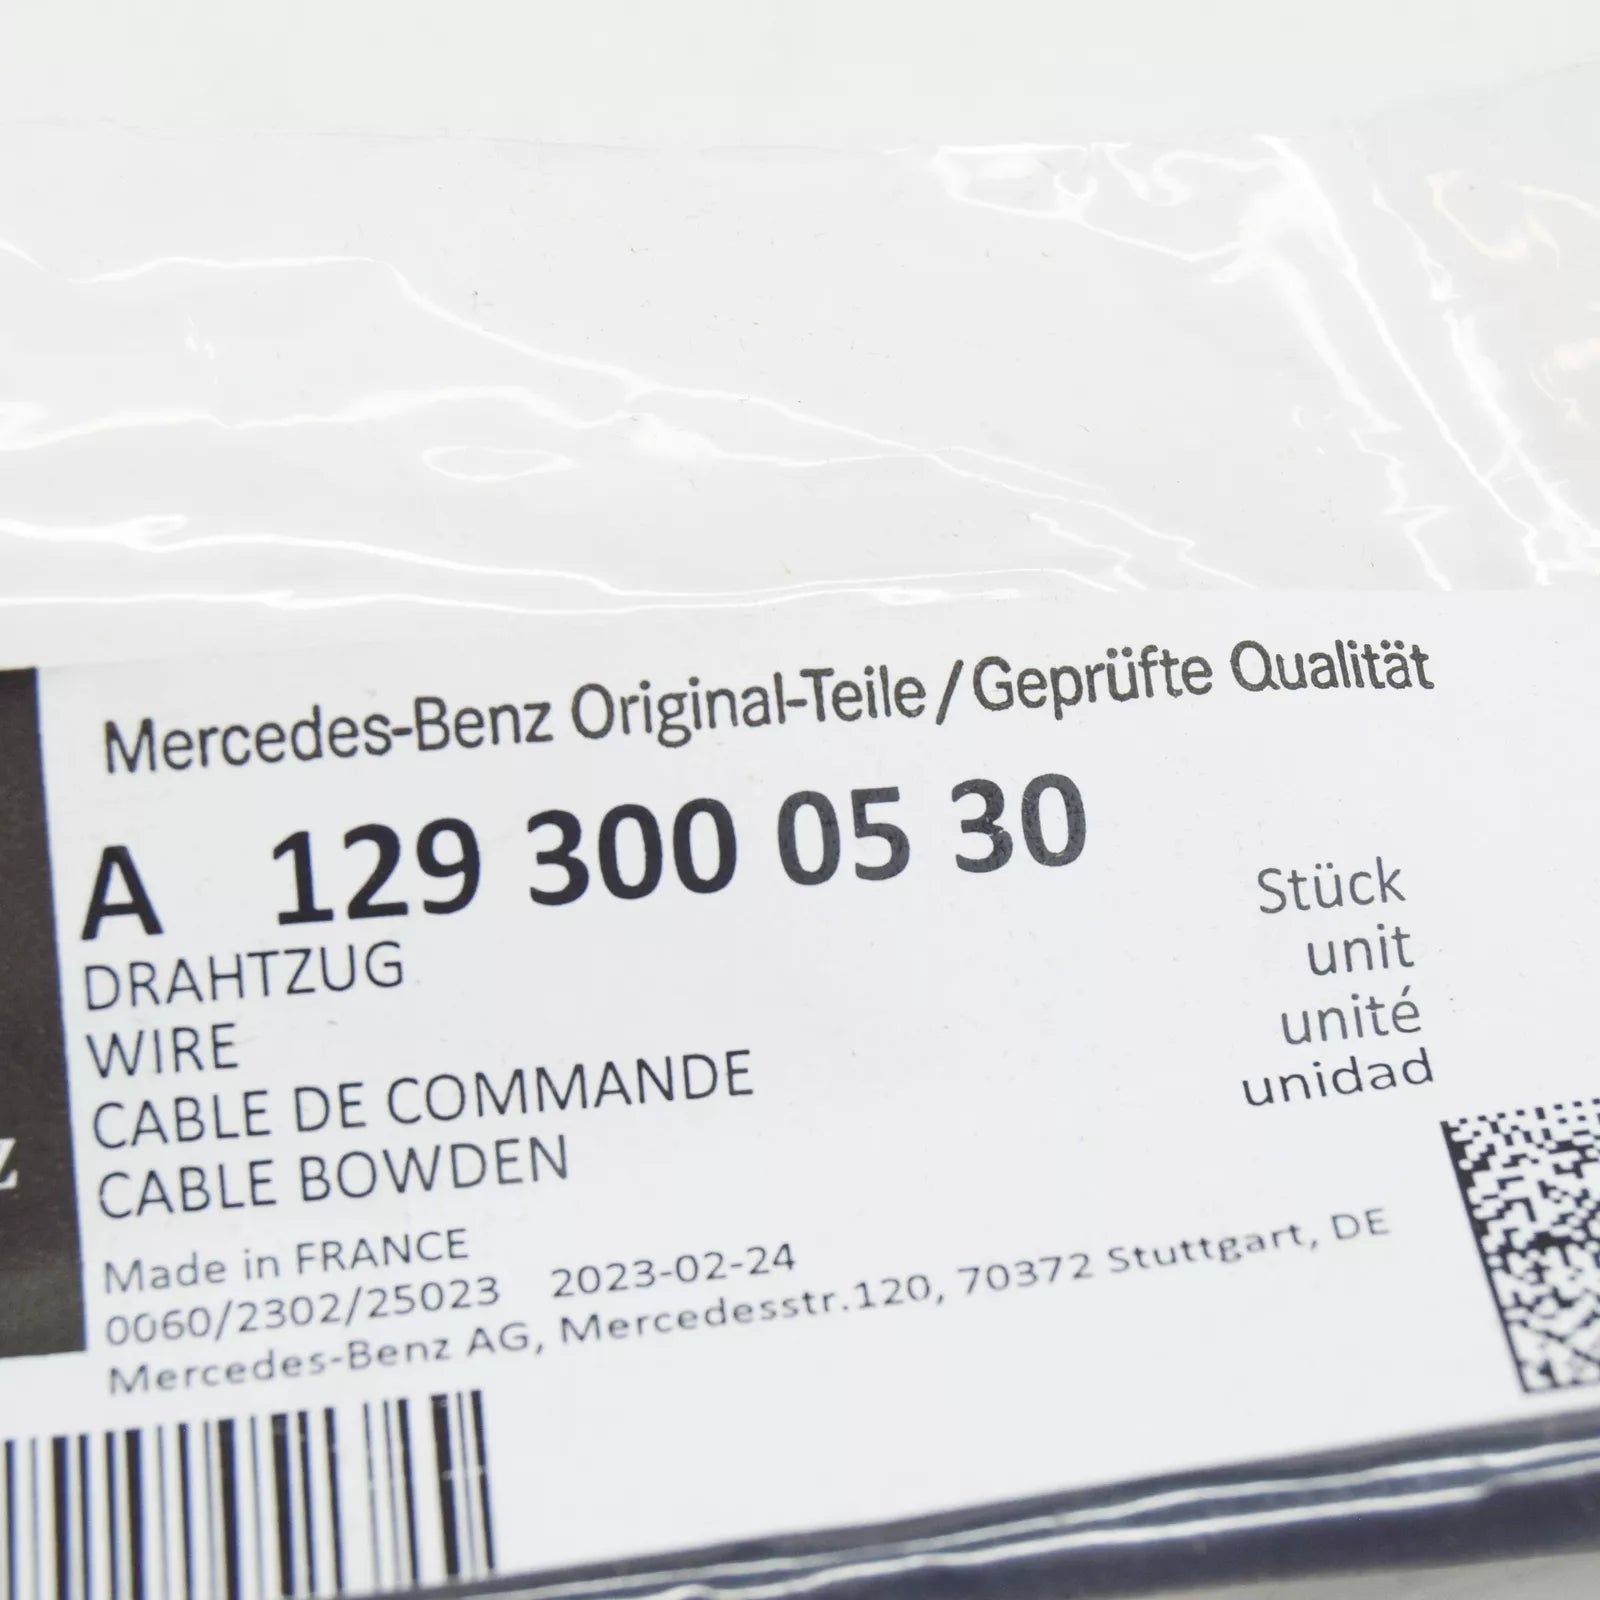 Mercedes-Benz Original-Teile / Geprüfte Qualität
A 129 300 05 30
DRAHTZUG
WIRE
CABLE DE COMMANDE
CABLE BOWDEN
Stück
unit
unité
unidad
Made in FRANCE
0060/2302/25023 2023-02-24
Mercedes-Benz AG, Mercedesstr.120, 70372 Stuttgart, DE